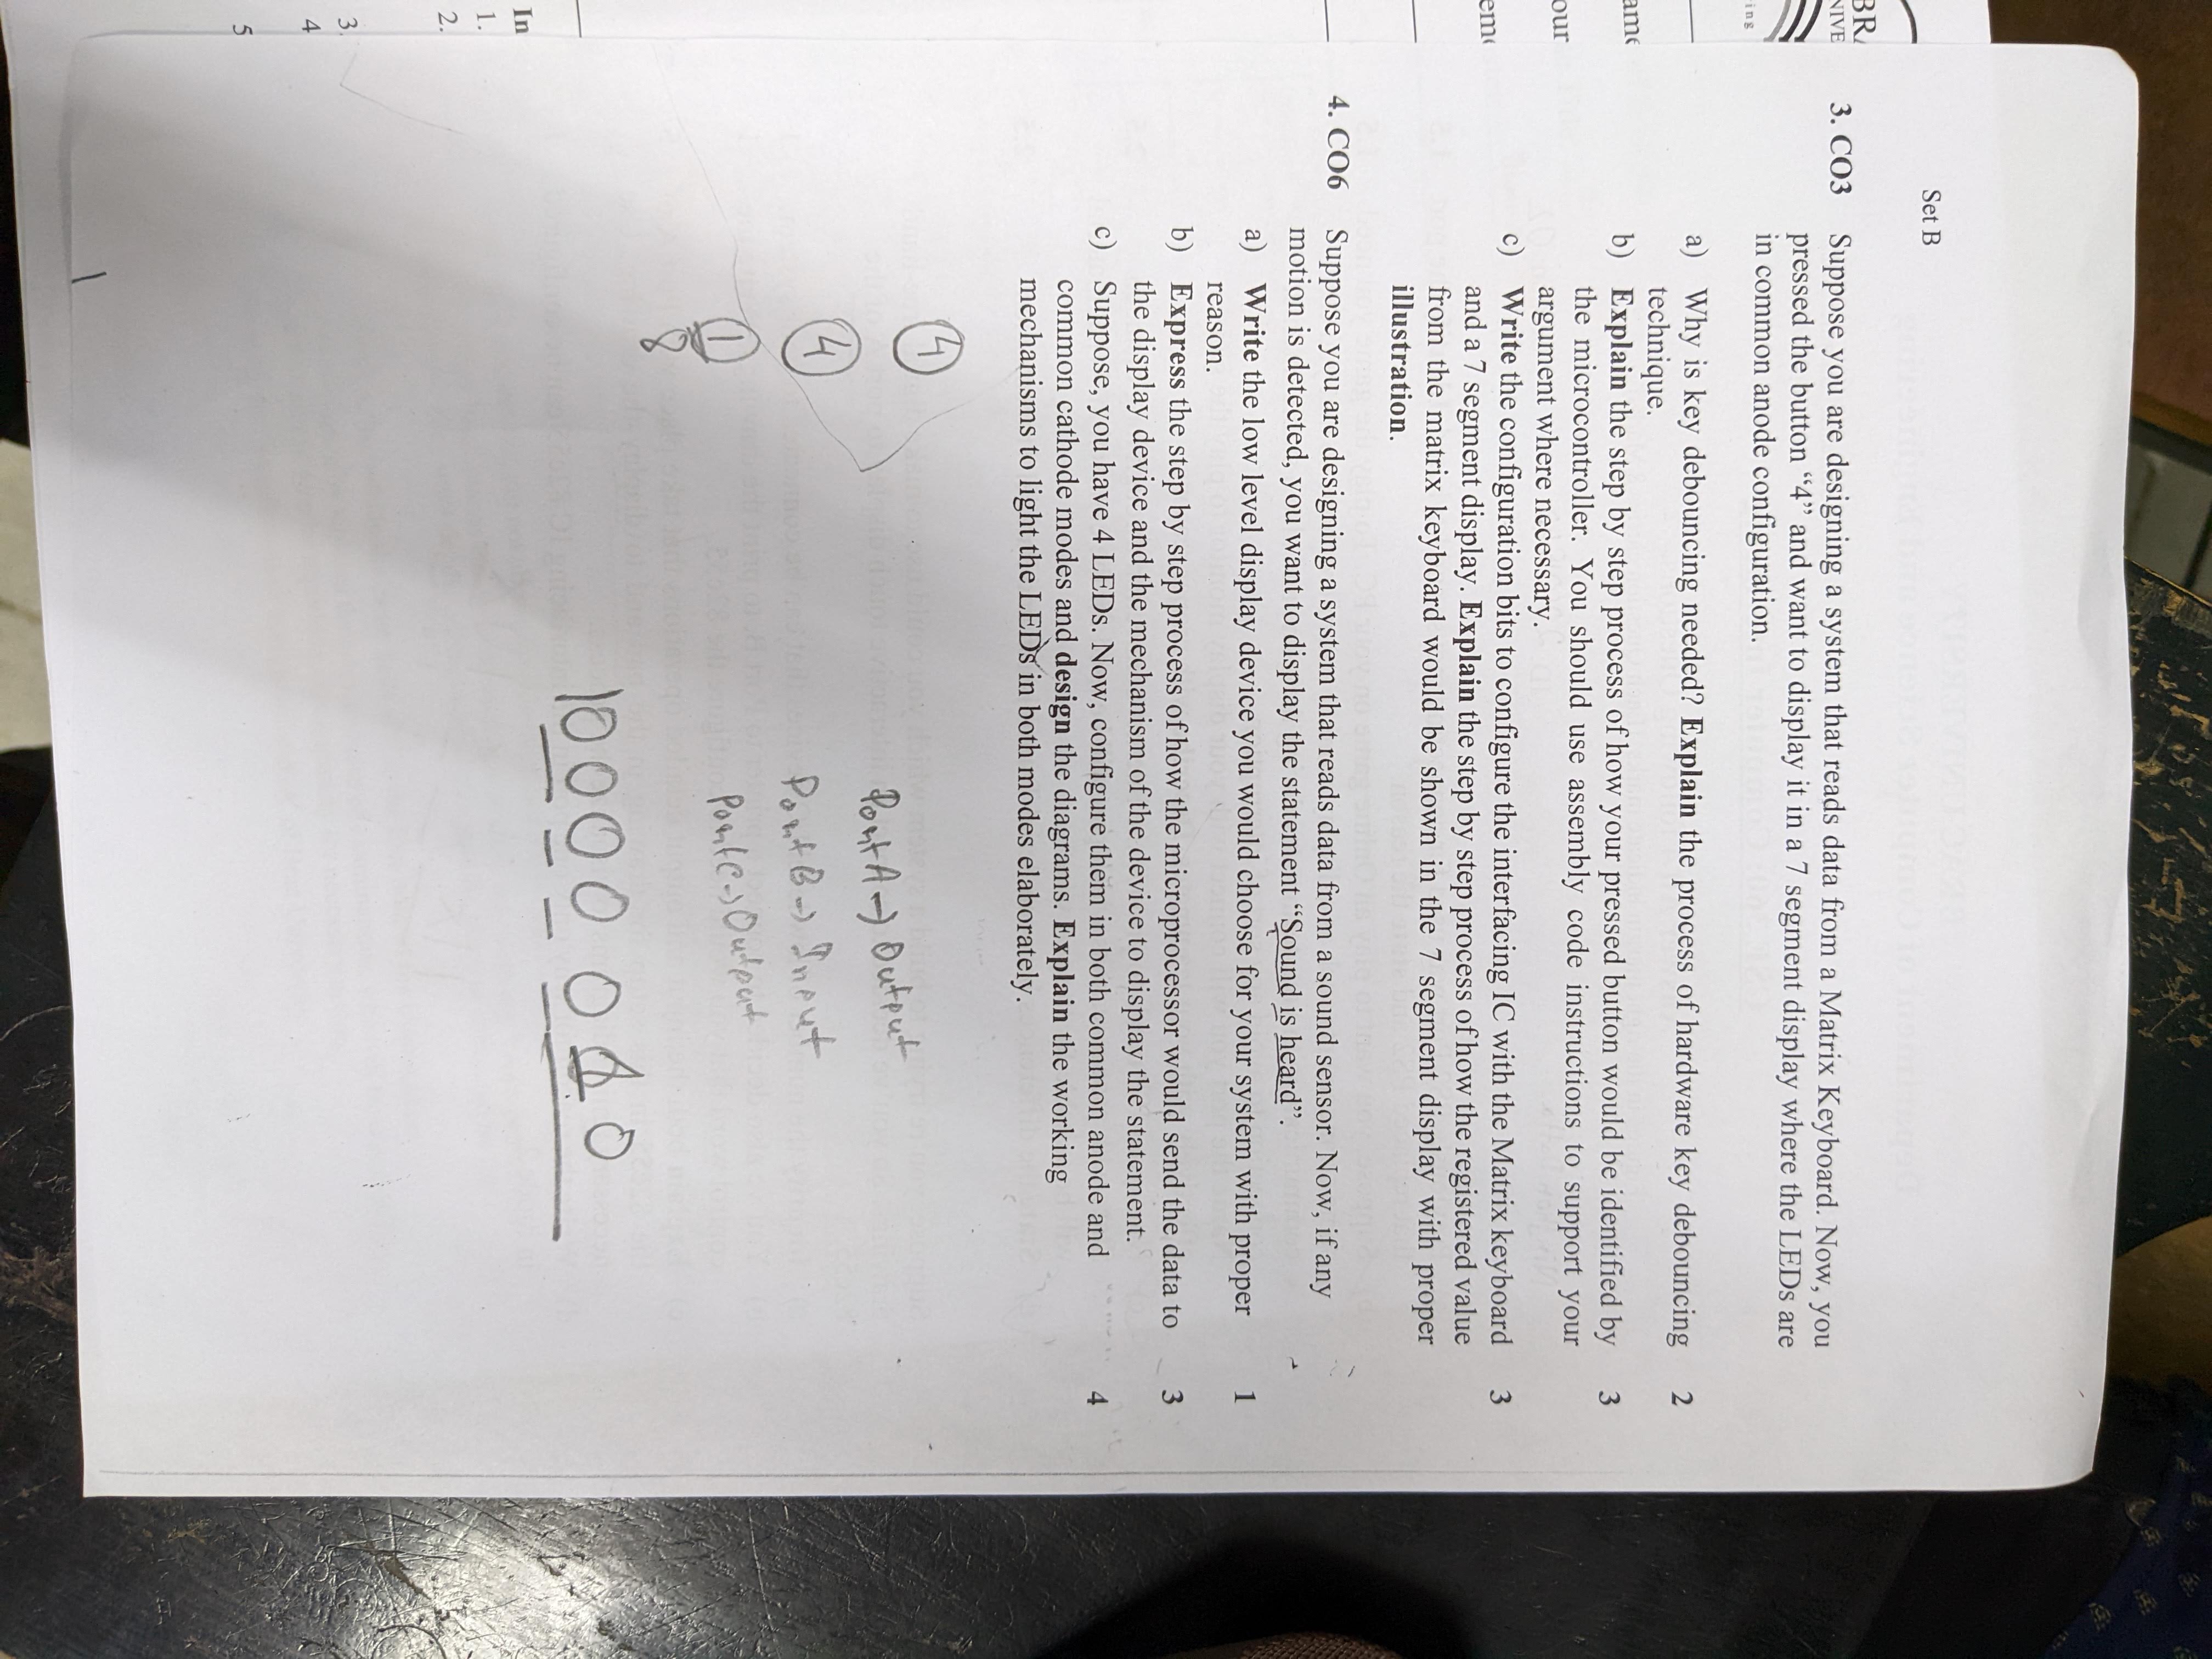 Set B
BRA
NIVE
ing
ame
our
eme
3. CO3 Suppose you are designing a system that reads data from a Matrix Keyboard. Now, you
pressed the button “4” and want to display it in a 7 segment display where the LEDs are
in common anode configuration.
a) Why is key debouncing needed? Explain the process of hardware key debouncing 2
technique.
b) Explain the step by step process of how your pressed button would be identified by 3
the microcontroller. You should use assembly code instructions to support your
argument where necessary.
c) Write the configuration bits to configure the interfacing IC with the Matrix keyboard 3
and a 7 segment display. Explain the step by step process of how the registered value
from the matrix keyboard would be shown in the 7 segment display with proper
illustration.
4. CO6 Suppose you are designing a system that reads data from a sound sensor. Now, if any
motion is detected, you want to display the statement “Sound is heard”.
a) Write the low level display device you would choose for your system with proper 1
reason.
b) Express the step by step process of how the microprocessor would send the data to 3
the display device and the mechanism of the device to display the statement.
c) Suppose, you have 4 LEDs. Now, configure them in both common anode and 4
common cathode modes and design the diagrams. Explain the working
mechanisms to light the LEDs in both modes elaborately.
4
Port A → Output
4
Port B → Input
1
Port C → Output
8
10000 0 0
In
1.
2.
3.
4
5